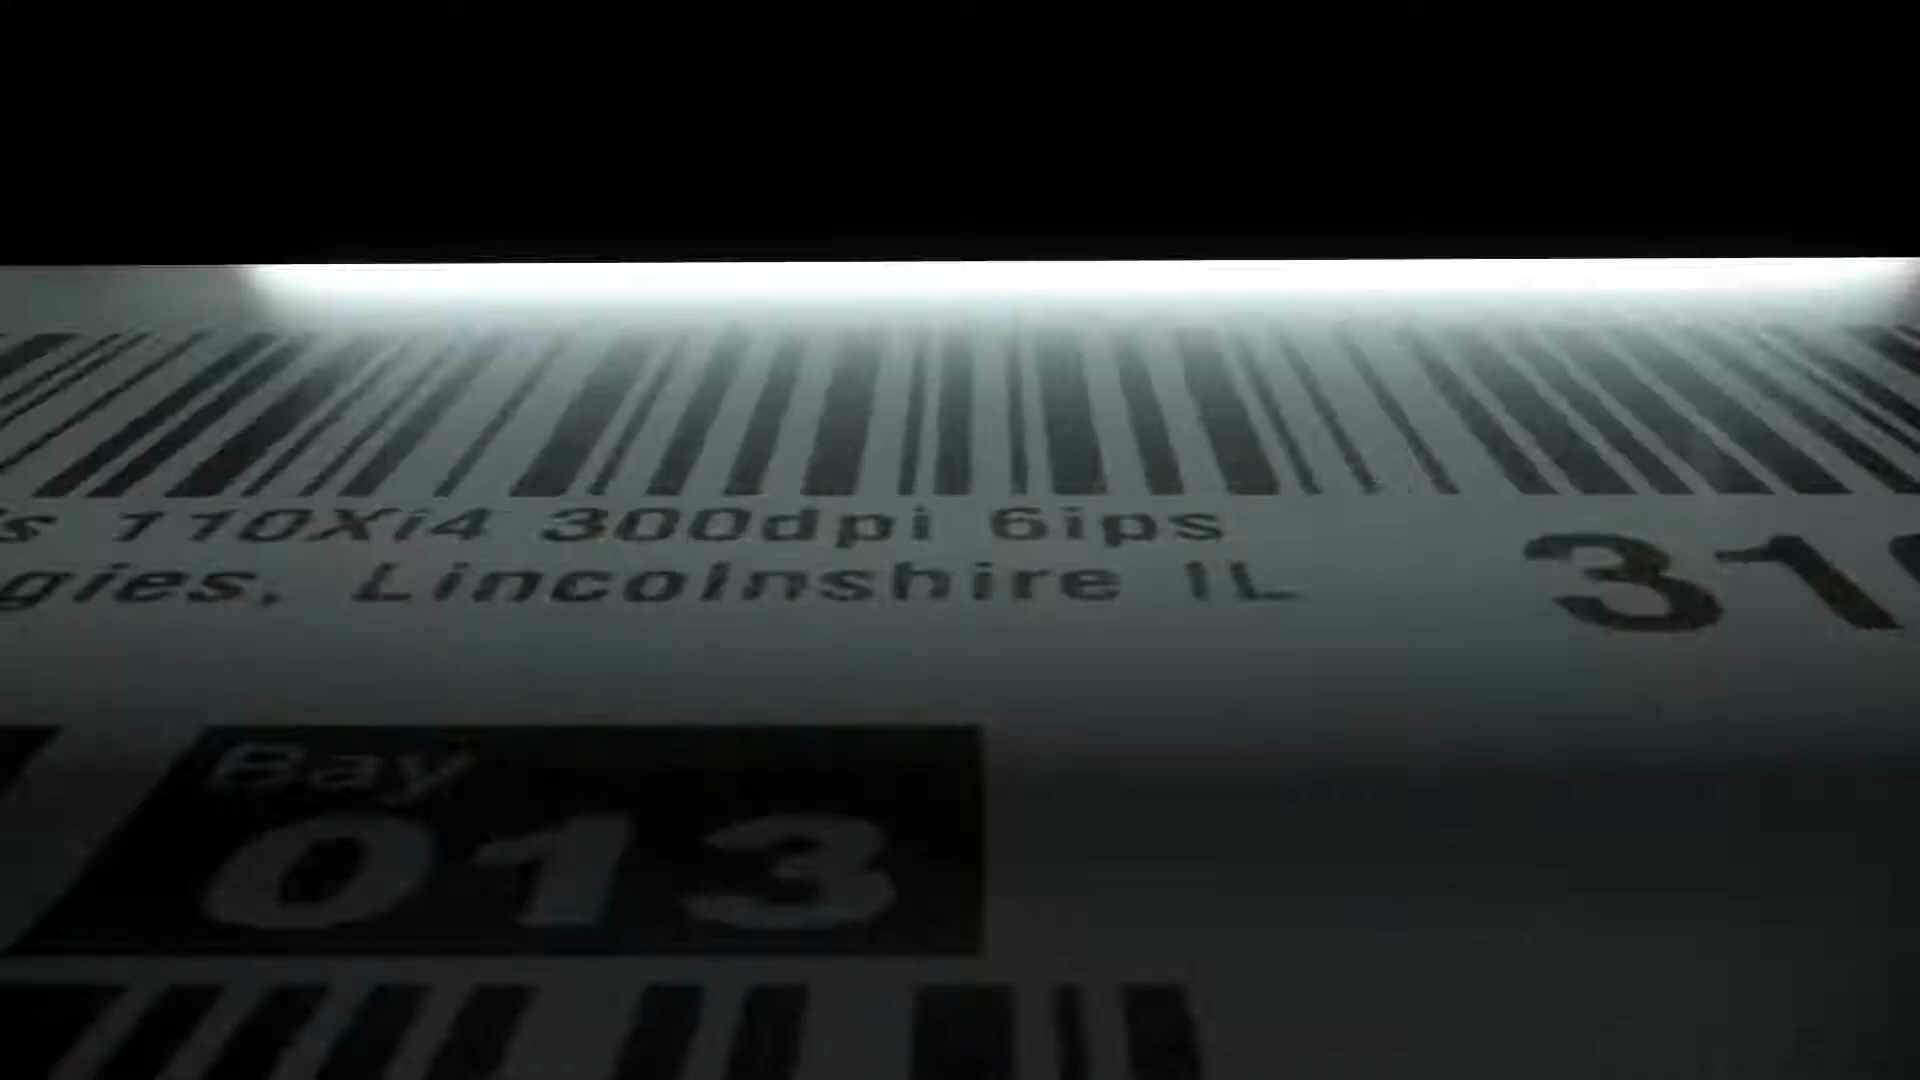 's 110Xi4 300dpi 6ips
gies, Lincolnshire IL
31
Bay
013